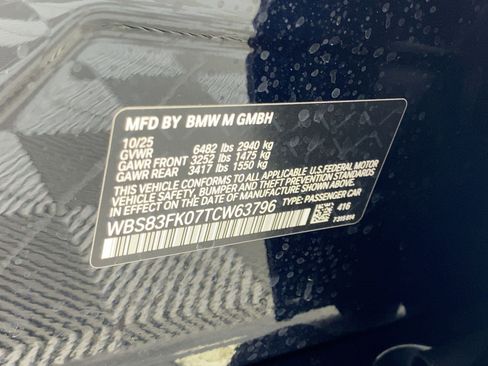 MFD BY BMW M GMBH
10/25
GVWR 6482 lbs 2940 kg
GAWR FRONT 3252 lbs 1475 kg
GAWR REAR 3417 lbs 1550 kg
THIS VEHICLE CONFORMS TO ALL APPLICABLE U.S.FEDERAL MOTOR
VEHICLE SAFETY, BUMPER AND THEFT PREVENTION STANDARDS
IN EFFECT ON THE DATE OF MANUFACTURE SHOWN ABOVE.
WBS83FK07TCW63796 TYPE: PASSENGER CAR
416